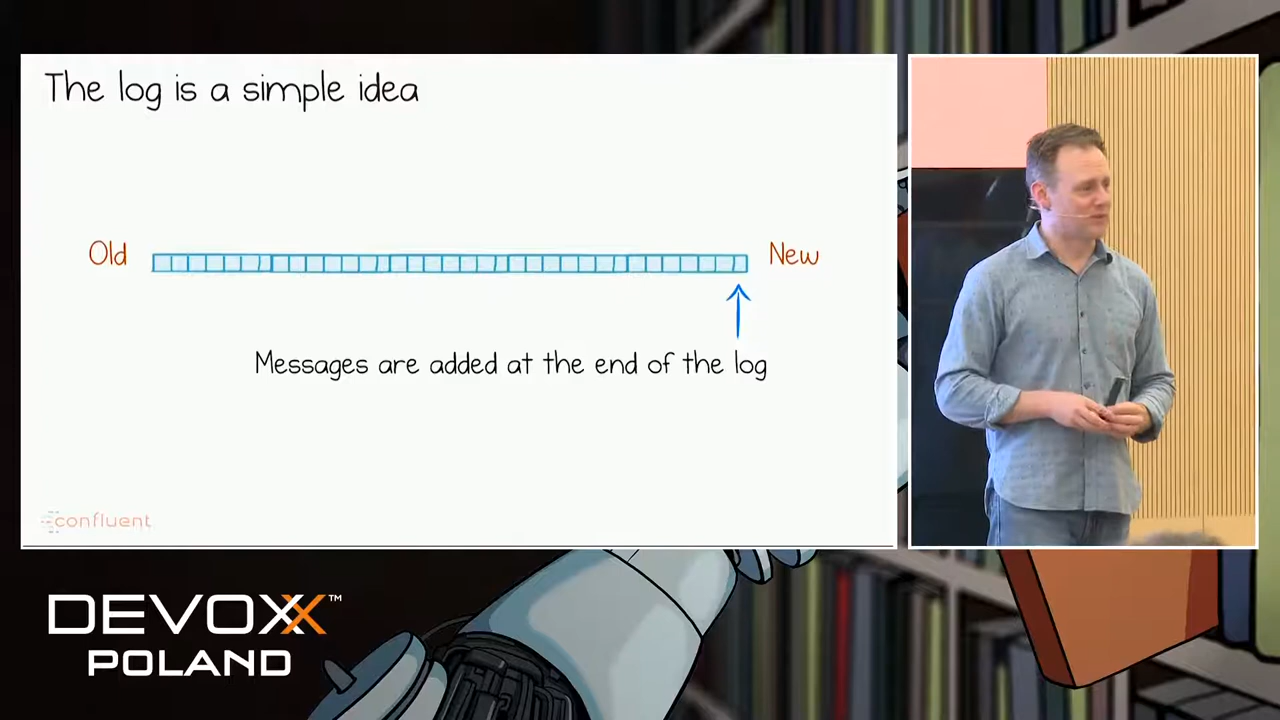 The log is a simple idea
Old
New
Messages are added at the end of the log
confluent
DEVOXX™
POLAND